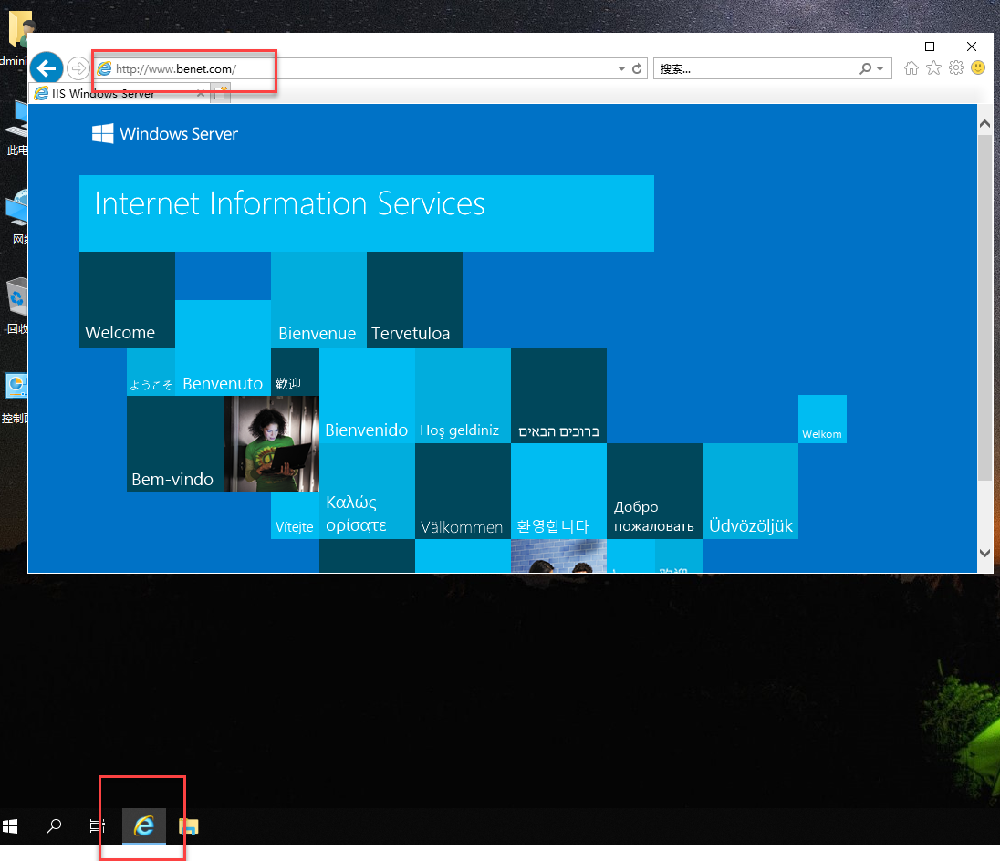 dmini
http://www.benet.com/
搜索...
IIS Windows Server
此电
网络
回收
控制面
Windows Server
Internet Information Services
Welcome
Bienvenue
Tervetuloa
ようこそ
Benvenuto
歡迎
Bienvenido
Hoş geldiniz
ברוכים הבאים
Welkom
Bem-vindo
Vítejte
Καλώς
ορίσατε
Välkommen
환영합니다
Добро
пожаловать
Üdvözöljük